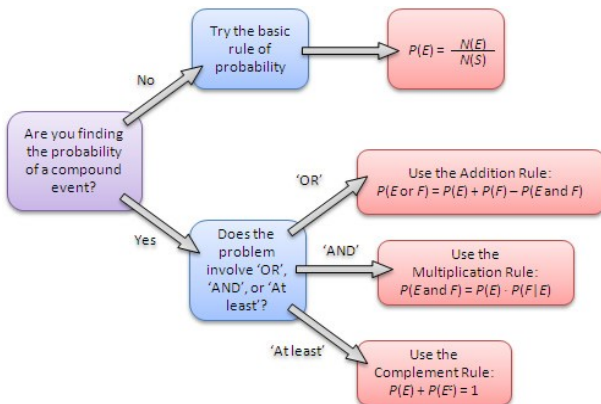 Try the basic
rule of
probability
P(E) = N(E)
N(S)
No
Are you finding
the probability
of a compound
event?
Yes
Does the
problem
involve ‘OR’,
‘AND’, or ‘At
least’?
‘OR’
Use the Addition Rule:
P(E or F) = P(E) + P(F) – P(E and F)
‘AND’
Use the
Multiplication Rule:
P(E and F) = P(E) · P(F|E)
‘At least’
Use the
Complement Rule:
P(E) + P(Eᶜ) = 1